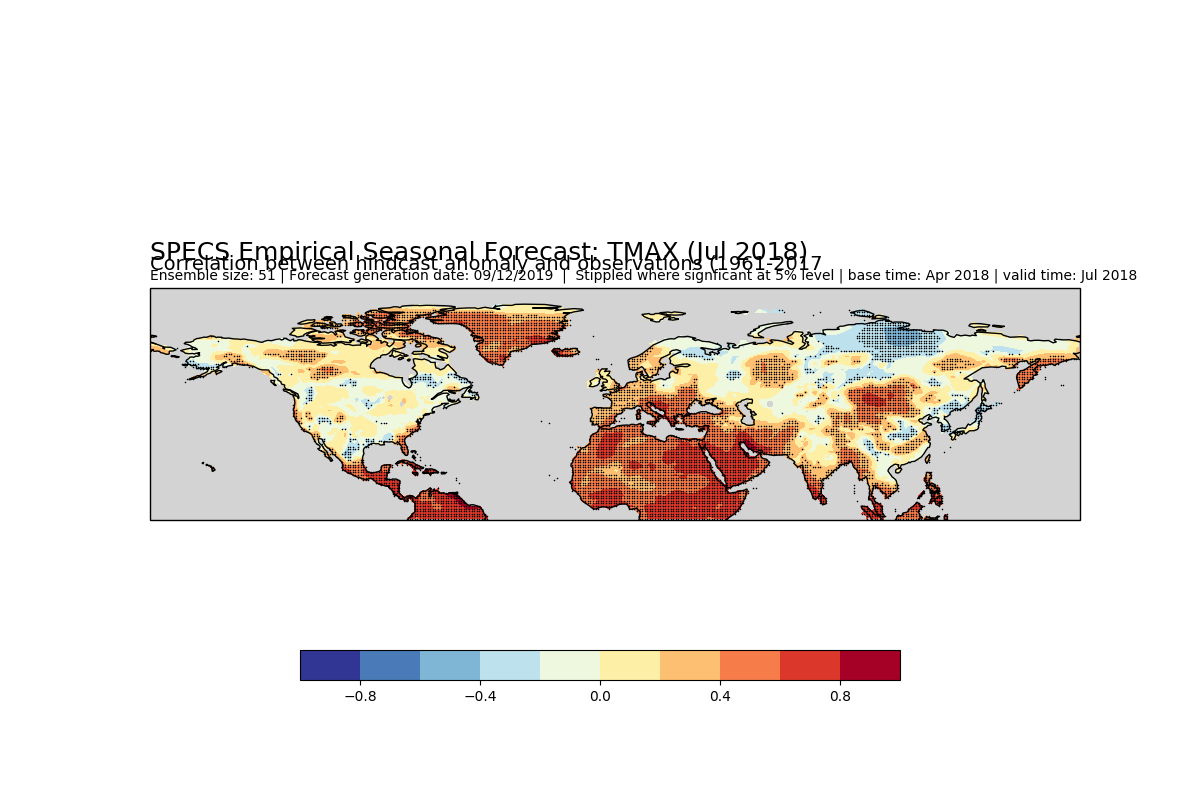 SPECS Empirical Seasonal Forecast: TMAX (Jul 2018)
Correlation between hindcast anomaly and observations (1961-2017
Ensemble size: 51 | Forecast generation date: 09/12/2019 | Stippled where signficant at 5% level | base time: Apr 2018 | valid time: Jul 2018
−0.8 −0.4 0.0 0.4 0.8